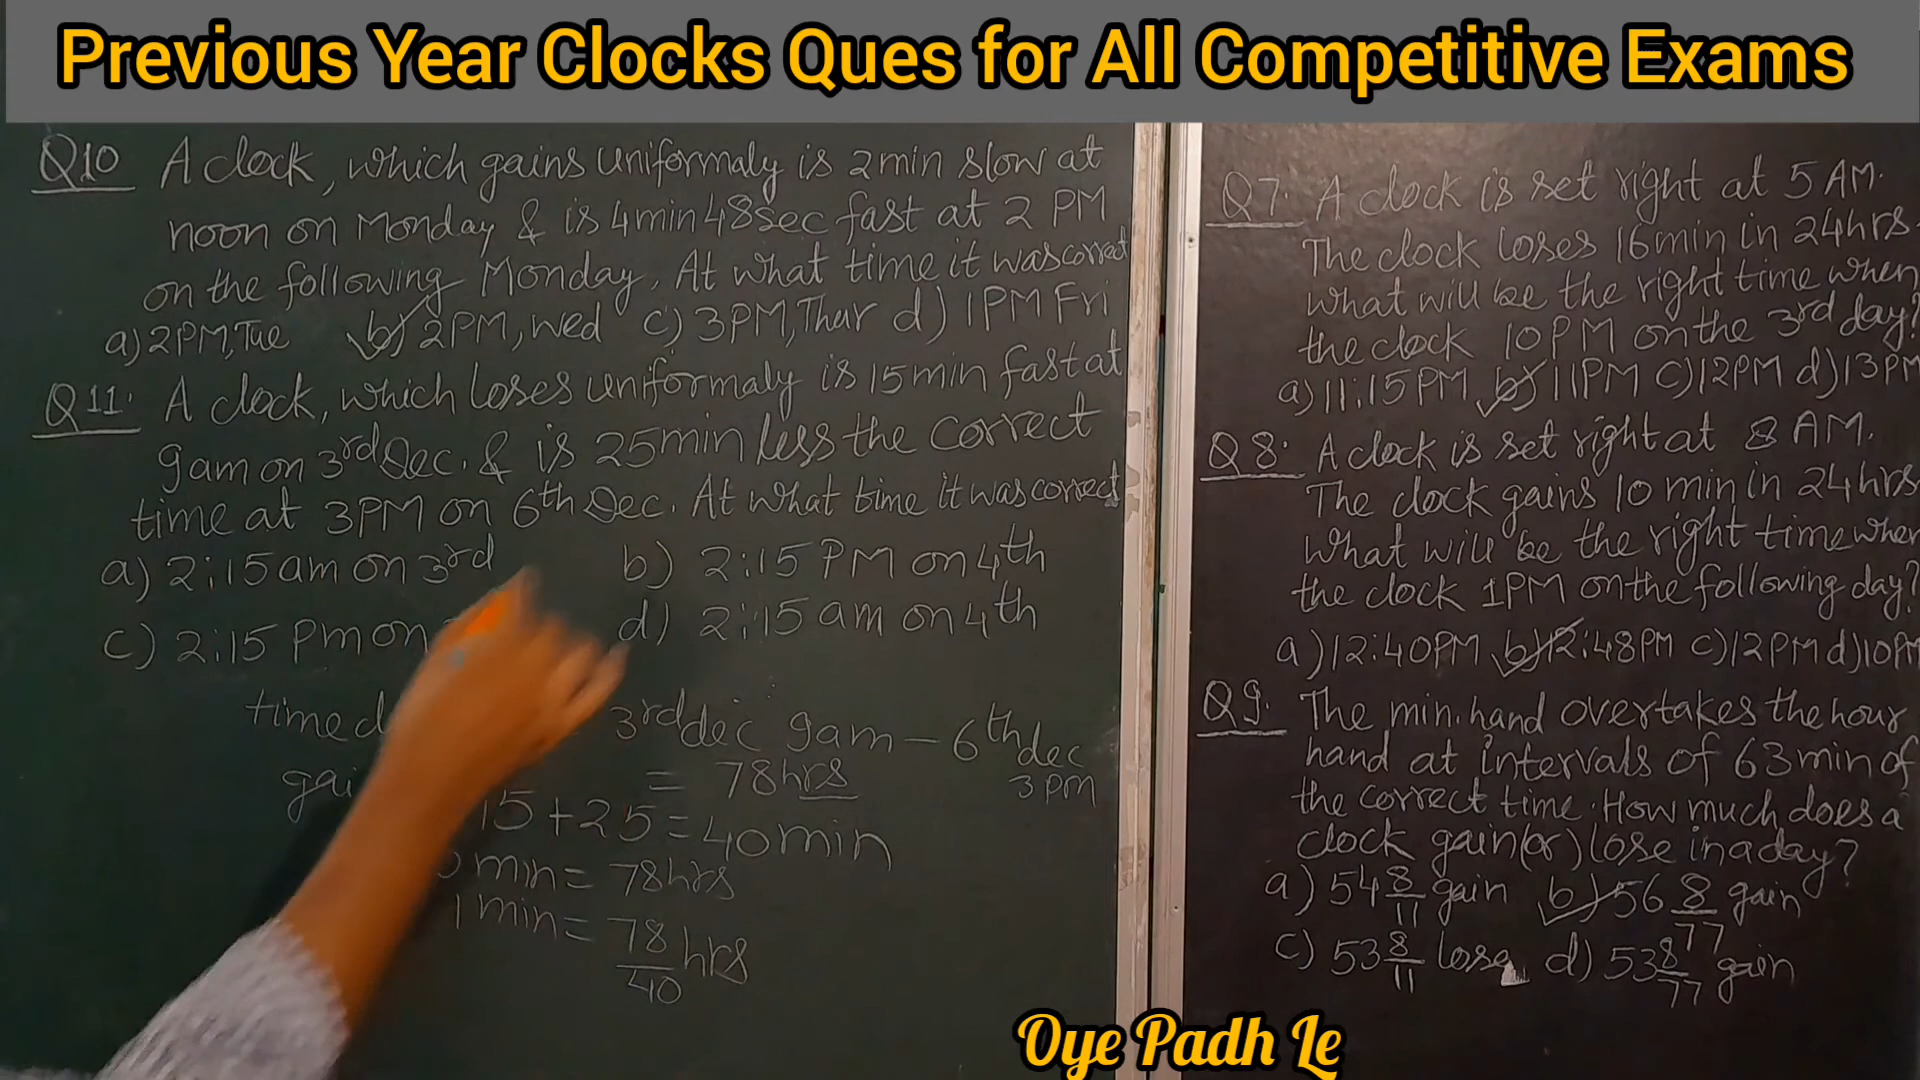 Previous Year Clocks Ques for All Competitive Exams
Q10 A clock, which gains uniformaly is 2min slow at
noon on Monday & is 4min48sec fast at 2 PM
on the following Monday. At what time it was correct
a) 2PM,Tue b) 2PM, Wed c) 3PM,Thur d) 1PM Fri
Q11. A clock, which loses uniformaly is 15min fast at
9am on 3rd Dec. & is 25min less the correct
time at 3PM on 6th Dec. At what time it was correct
a) 2:15am on 3rd b) 2:15 PM on 4th
c) 2:15 Pm on d) 2:15 am on 4th
time 3rd dec 9am - 6th dec
3 pm
= 78hrs
15+25=40min
min = 78hrs
1 min = 78/40 hrs
Q7. A clock is set right at 5 AM.
The clock loses 16min in 24hrs.
What will be the right time when
the clock 10PM on the 3rd day?
a) 11:15PM b) 11PM c) 12PM d) 13PM
Q8. A clock is set right at 8 AM.
The clock gains 10 min in 24hrs
What will be the right time when
the clock 1PM on the following day?
a) 12:40PM b) 12:48PM c) 12PM d) 10PM
Q9. The min.hand overtakes the hour
hand at intervals of 63min of
the correct time. How much does a
clock gain(or) lose in a day?
a) 54 8/11 gain b) 56 8/77 gain
c) 53 8/11 lose d) 53 8/77 gain
Oye Padh Le